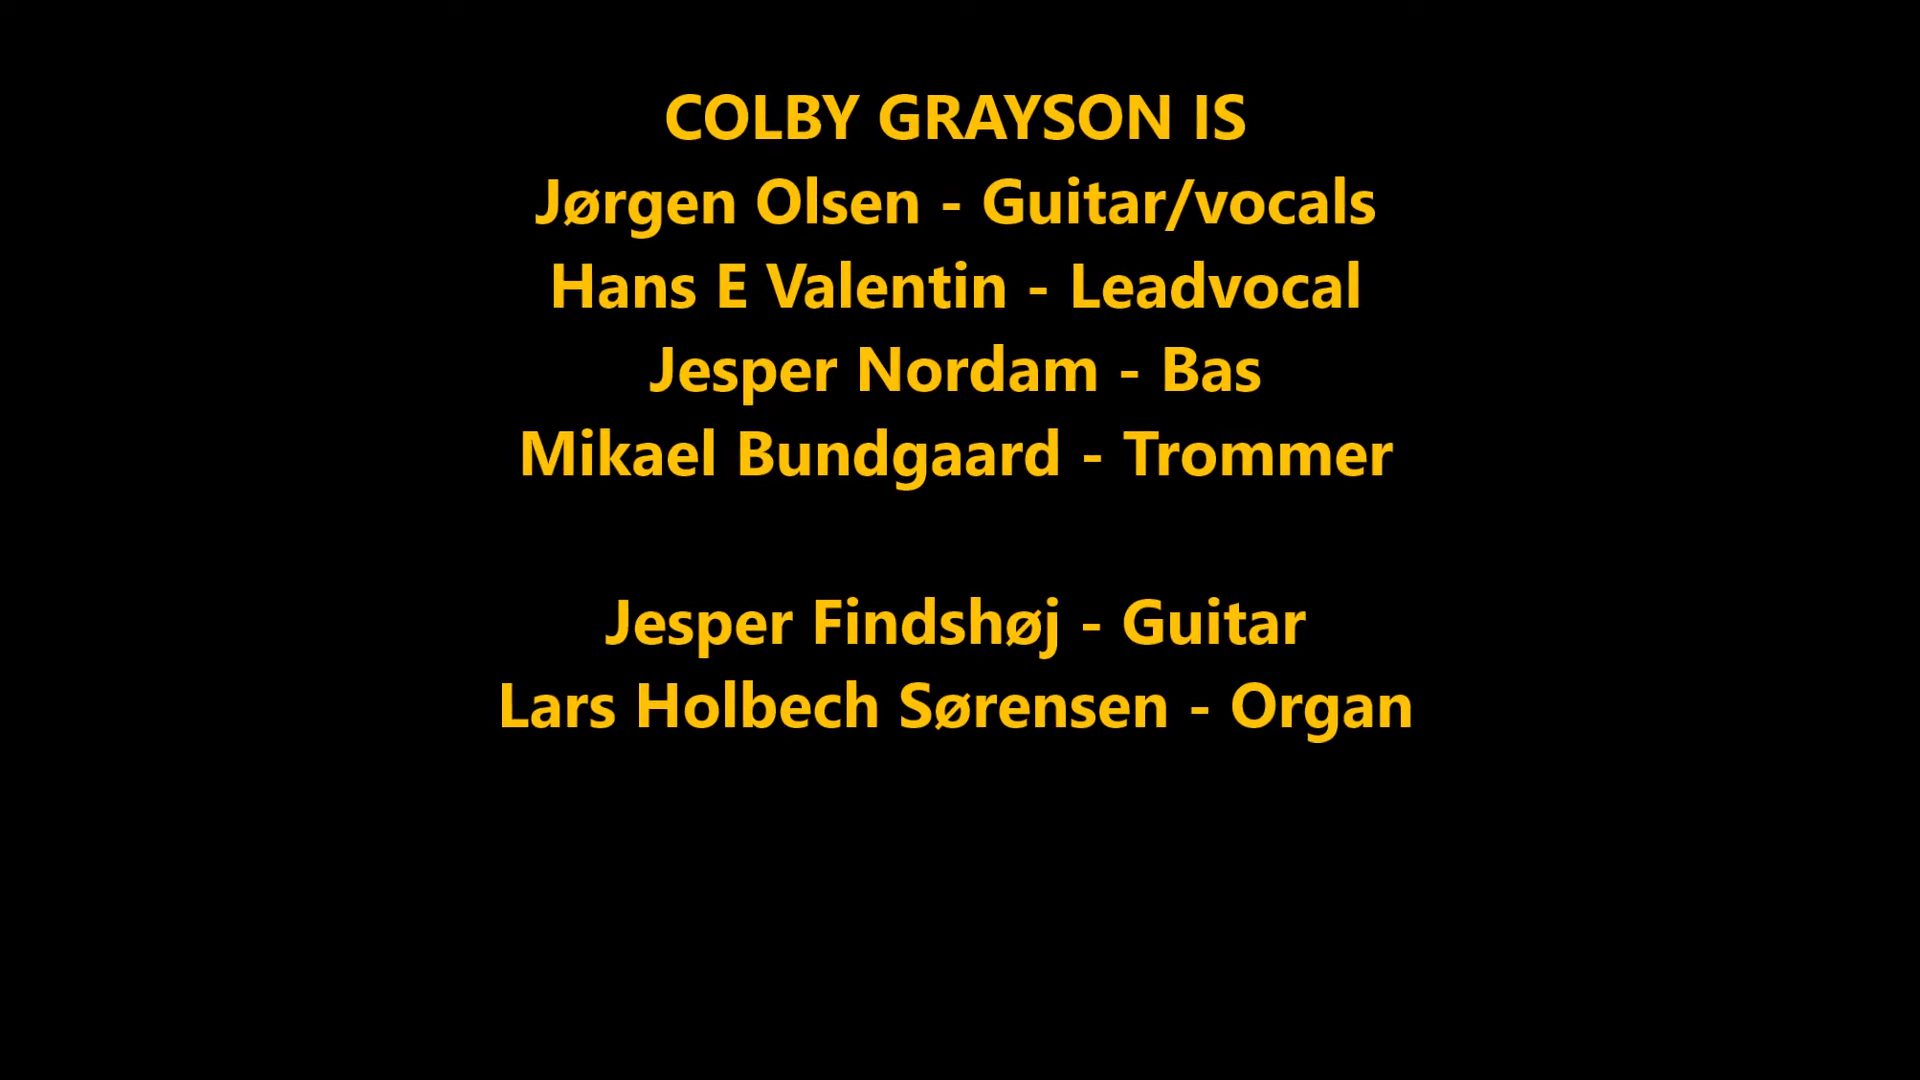 COLBY GRAYSON IS
Jørgen Olsen - Guitar/vocals
Hans E Valentin - Leadvocal
Jesper Nordam - Bas
Mikael Bundgaard - Trommer
Jesper Findshøj - Guitar
Lars Holbech Sørensen - Organ